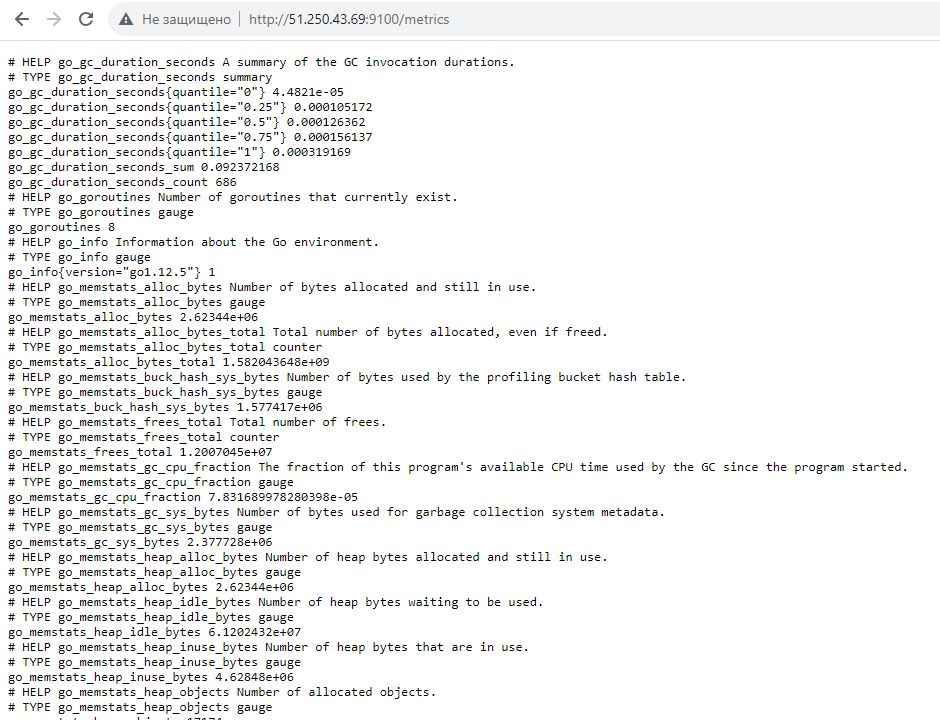 Не защищено http://51.250.43.69:9100/metrics
# HELP go_gc_duration_seconds A summary of the GC invocation durations.
# TYPE go_gc_duration_seconds summary
go_gc_duration_seconds{quantile="0"} 4.4821e-05
go_gc_duration_seconds{quantile="0.25"} 0.000105172
go_gc_duration_seconds{quantile="0.5"} 0.000126362
go_gc_duration_seconds{quantile="0.75"} 0.000156137
go_gc_duration_seconds{quantile="1"} 0.000319169
go_gc_duration_seconds_sum 0.092372168
go_gc_duration_seconds_count 686
# HELP go_goroutines Number of goroutines that currently exist.
# TYPE go_goroutines gauge
go_goroutines 8
# HELP go_info Information about the Go environment.
# TYPE go_info gauge
go_info{version="go1.12.5"} 1
# HELP go_memstats_alloc_bytes Number of bytes allocated and still in use.
# TYPE go_memstats_alloc_bytes gauge
go_memstats_alloc_bytes 2.62344e+06
# HELP go_memstats_alloc_bytes_total Total number of bytes allocated, even if freed.
# TYPE go_memstats_alloc_bytes_total counter
go_memstats_alloc_bytes_total 1.582043648e+09
# HELP go_memstats_buck_hash_sys_bytes Number of bytes used by the profiling bucket hash table.
# TYPE go_memstats_buck_hash_sys_bytes gauge
go_memstats_buck_hash_sys_bytes 1.577417e+06
# HELP go_memstats_frees_total Total number of frees.
# TYPE go_memstats_frees_total counter
go_memstats_frees_total 1.2007045e+07
# HELP go_memstats_gc_cpu_fraction The fraction of this program's available CPU time used by the GC since the program started.
# TYPE go_memstats_gc_cpu_fraction gauge
go_memstats_gc_cpu_fraction 7.831689978280398e-05
# HELP go_memstats_gc_sys_bytes Number of bytes used for garbage collection system metadata.
# TYPE go_memstats_gc_sys_bytes gauge
go_memstats_gc_sys_bytes 2.377728e+06
# HELP go_memstats_heap_alloc_bytes Number of heap bytes allocated and still in use.
# TYPE go_memstats_heap_alloc_bytes gauge
go_memstats_heap_alloc_bytes 2.62344e+06
# HELP go_memstats_heap_idle_bytes Number of heap bytes waiting to be used.
# TYPE go_memstats_heap_idle_bytes gauge
go_memstats_heap_idle_bytes 6.1202432e+07
# HELP go_memstats_heap_inuse_bytes Number of heap bytes that are in use.
# TYPE go_memstats_heap_inuse_bytes gauge
go_memstats_heap_inuse_bytes 4.62848e+06
# HELP go_memstats_heap_objects Number of allocated objects.
# TYPE go_memstats_heap_objects gauge